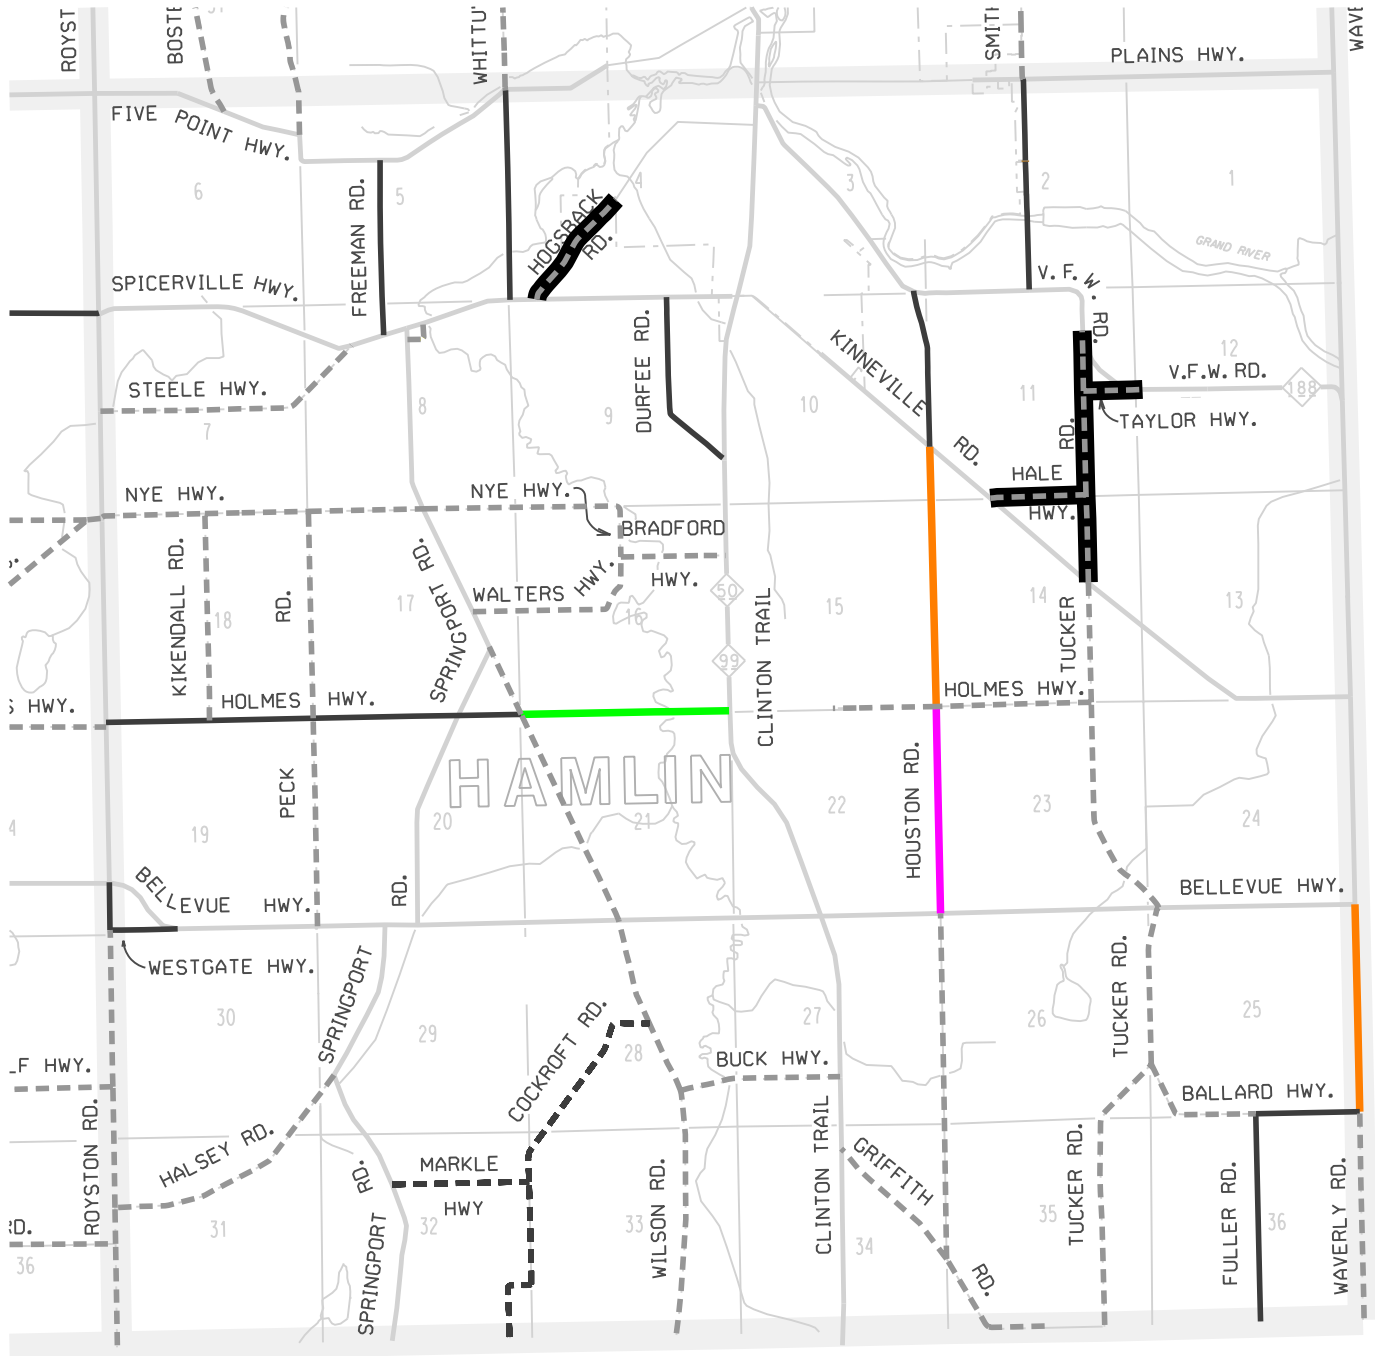 ROYST
BOSTE
WHITTU
SMITH
WAVE
PLAINS HWY.
FIVE POINT HWY.
6
5
4
3
2
1
FREEMAN RD.
HOGSBACK RD.
GRAND RIVER
SPICERVILLE HWY.
V.F.W. RD.
DURFEE RD.
KINNEVILLE RD.
12
V.F.W. RD.
188
STEELE HWY.
7
8
9
10
11
TAYLOR HWY.
RD.
HALE HWY.
NYE HWY.
NYE HWY.
BRADFORD HWY.
WALTERS HWY.
KIKENDALL RD.
18
RD.
17
SPRINGPORT RD.
16
50
99
CLINTON TRAIL
15
14
TUCKER
13
S HWY.
HOLMES HWY.
HOLMES HWY.
HAMLIN
PECK
HOUSTON RD.
4
19
20
21
22
23
24
BELLEVUE HWY.
RD.
BELLEVUE HWY.
WESTGATE HWY.
SPRINGPORT
30
29
28
27
26
25
TUCKER RD.
COCKROFT RD.
LF HWY.
BUCK HWY.
BALLARD HWY.
ROYSTON RD.
HALSEY RD.
RD.
MARKLE HWY
WILSON RD.
CLINTON TRAIL
GRIFFITH RD.
TUCKER RD.
FULLER RD.
WAVERLY RD.
RD.
36
31
SPRINGPORT
32
33
34
35
36